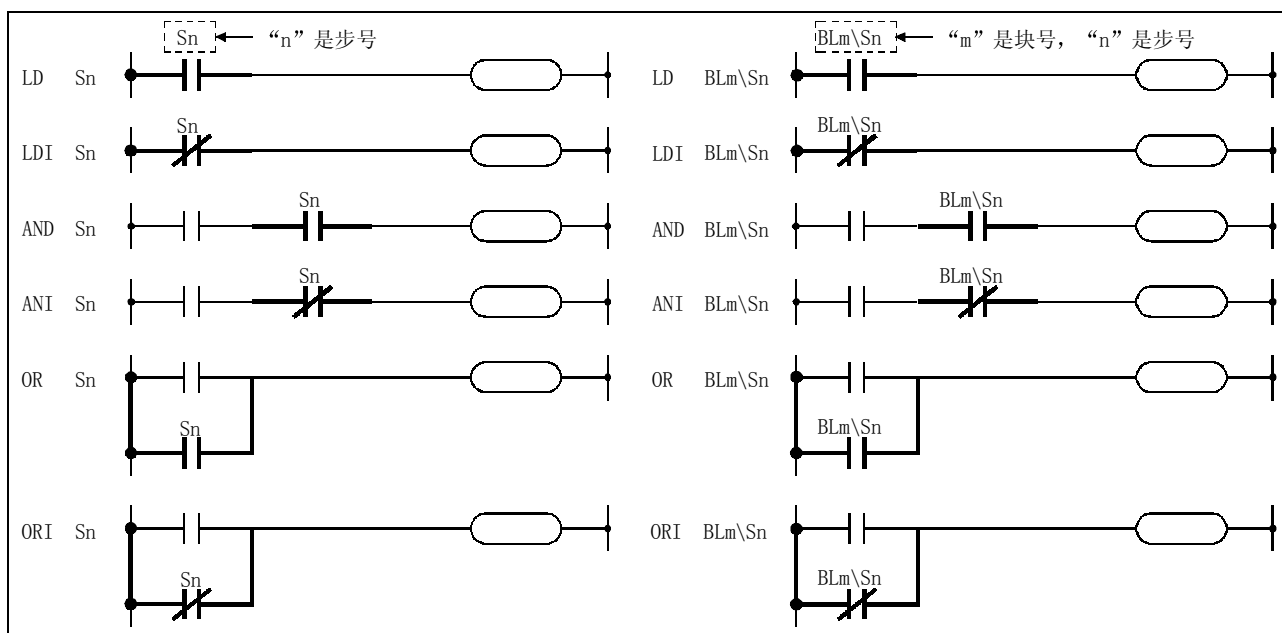 Sn “n”是步号 BLm\Sn “m”是块号，“n”是步号
LD Sn LD BLm\Sn
Sn BLm\Sn
LDI Sn LDI BLm\Sn
Sn BLm\Sn
AND Sn AND BLm\Sn
Sn BLm\Sn
ANI Sn ANI BLm\Sn
OR Sn OR BLm\Sn
Sn BLm\Sn
ORI Sn ORI BLm\Sn
Sn BLm\Sn